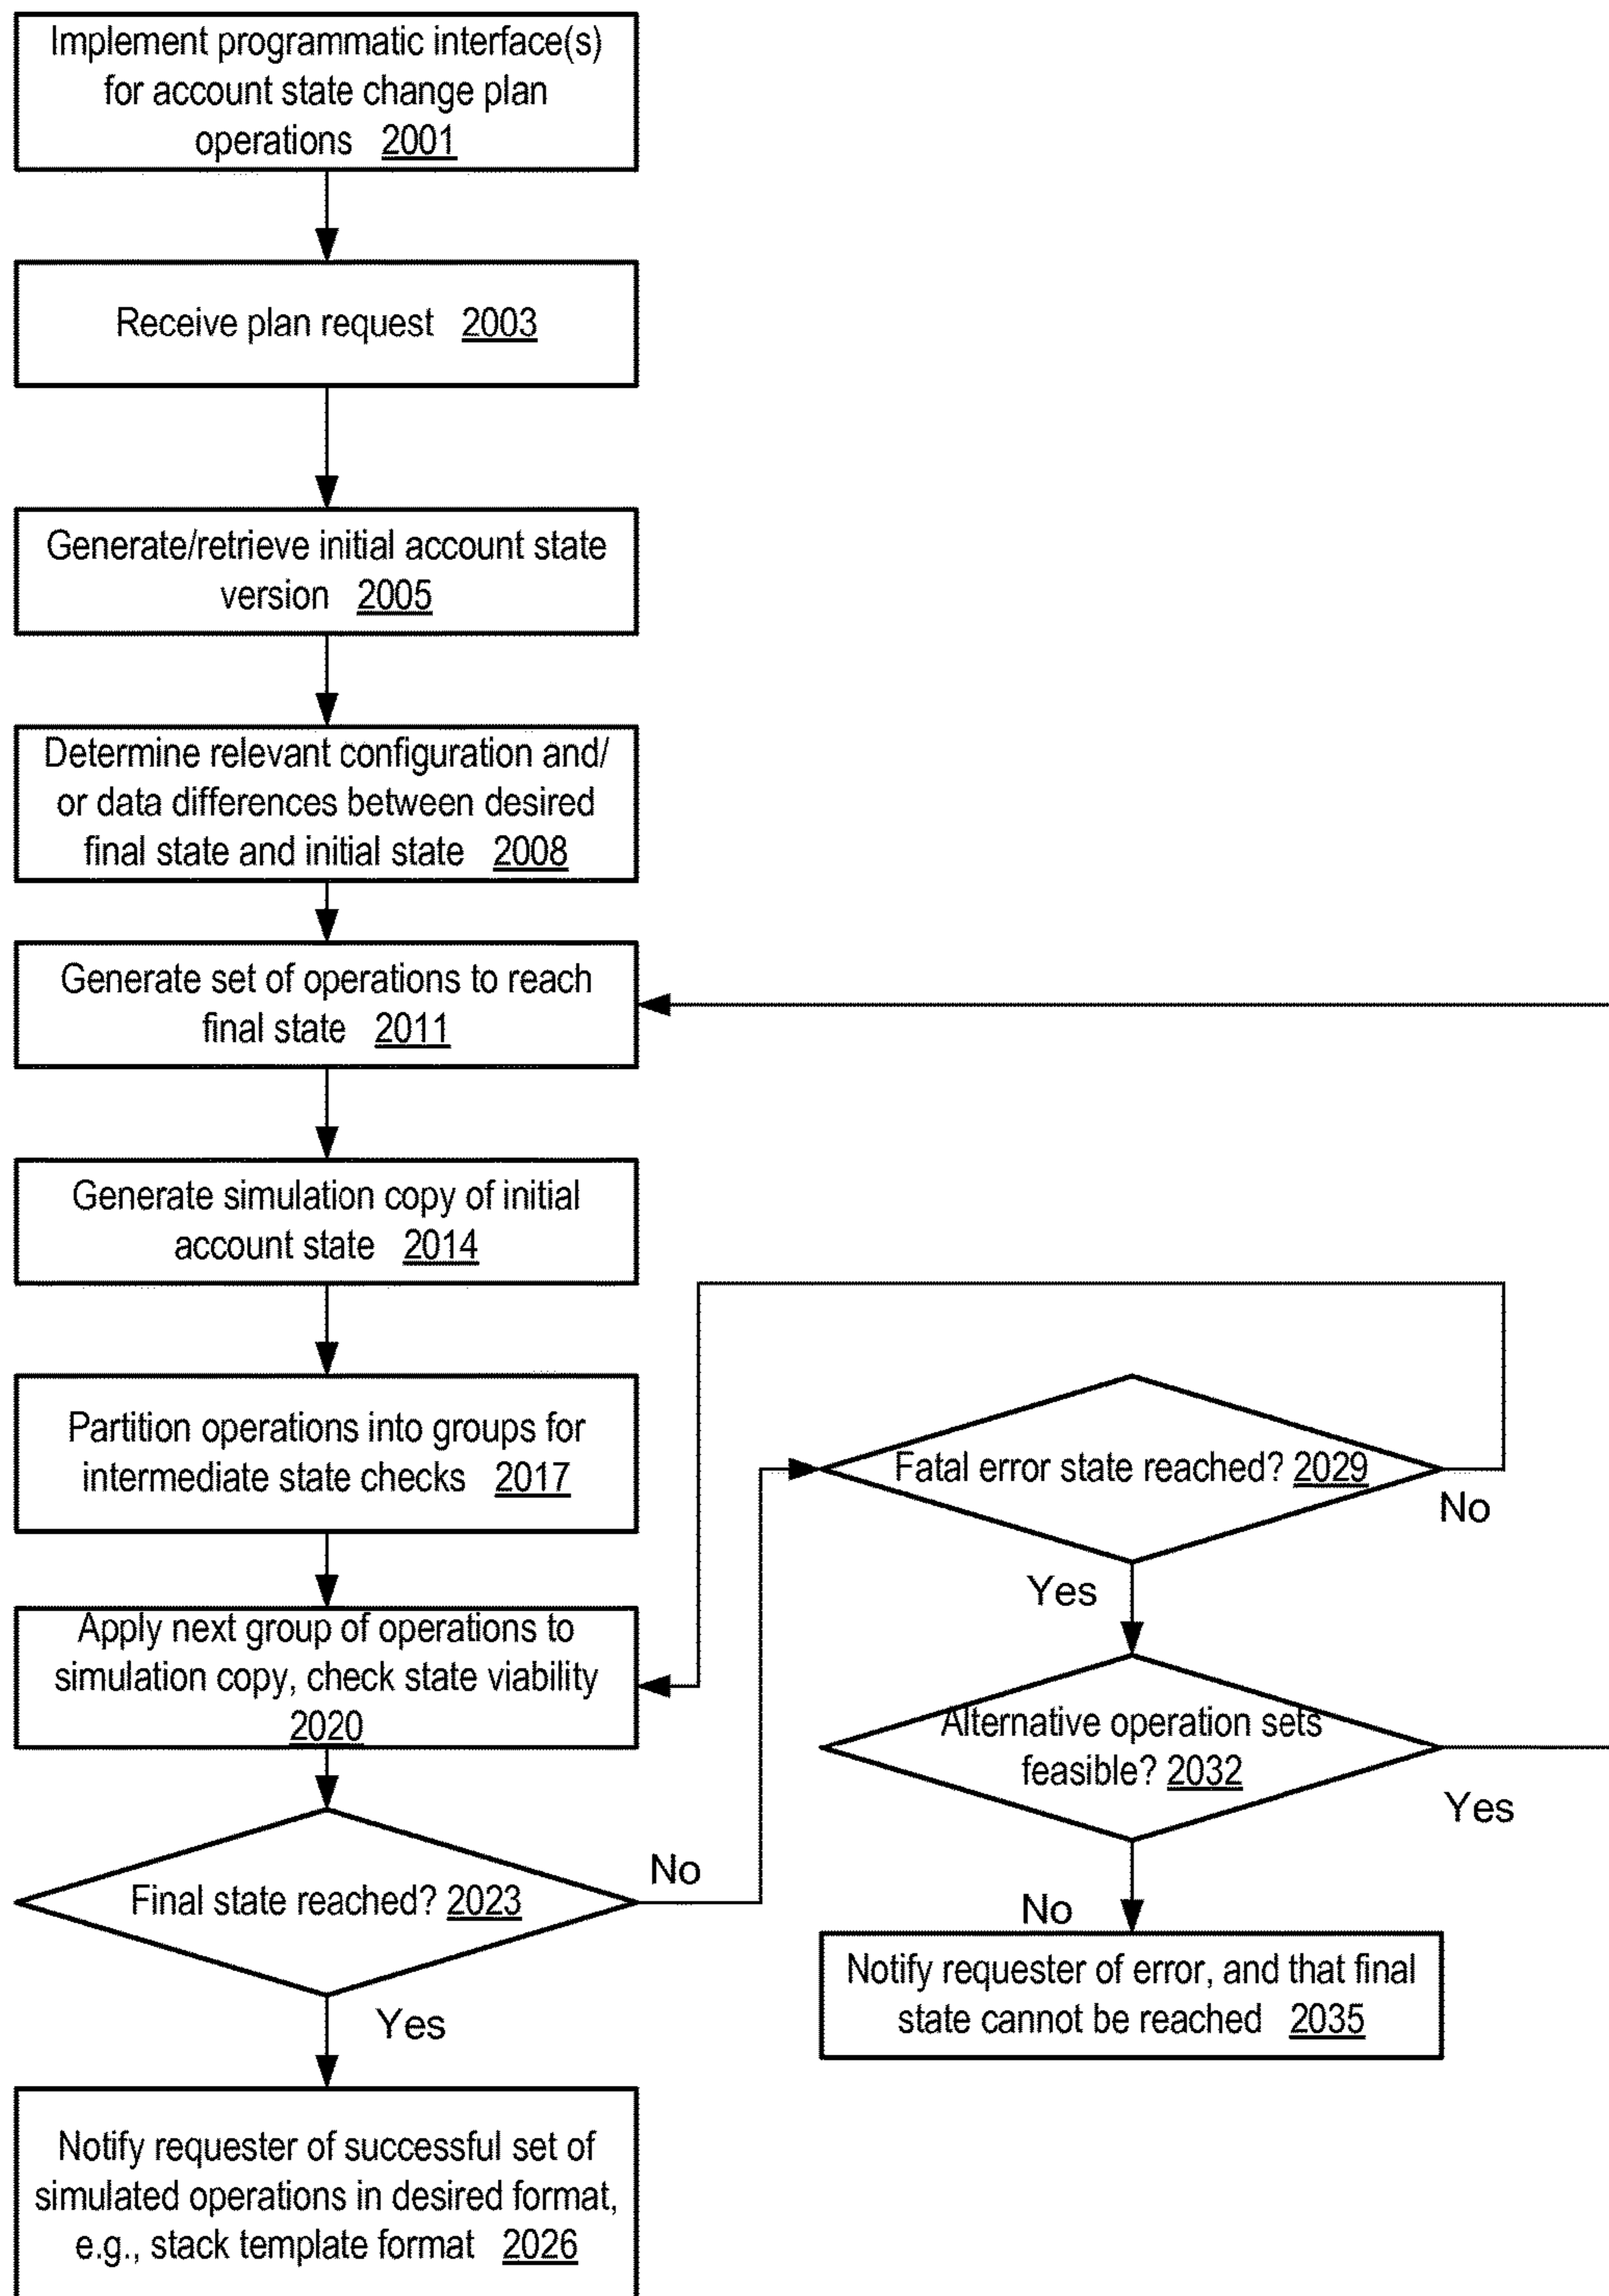 Implement programmatic interface(s)
for account state change plan
operations 2001
Receive plan request 2003
Generate/retrieve initial account state
version 2005
Determine relevant configuration and/
or data differences between desired
final state and initial state 2008
Generate set of operations to reach
final state 2011
Generate simulation copy of initial
account state 2014
Partition operations into groups for
intermediate state checks 2017
Apply next group of operations to
simulation copy, check state viability
2020
Final state reached? 2023
No
Yes
Notify requester of successful set of
simulated operations in desired format,
e.g., stack template format 2026
Fatal error state reached? 2029
No
Yes
Alternative operation sets
feasible? 2032
Yes
No
Notify requester of error, and that final
state cannot be reached 2035